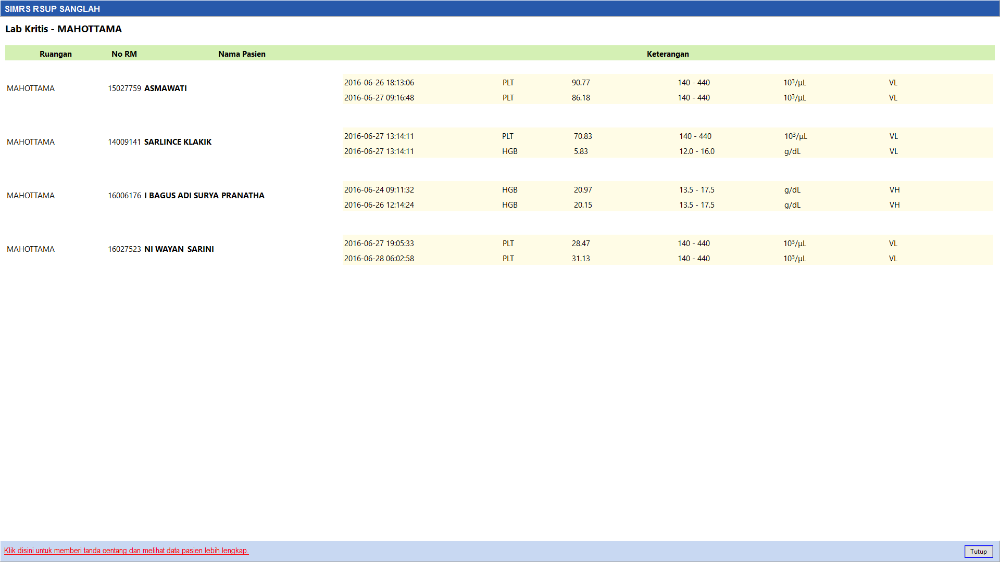 SIMRS RSUP SANGLAH
Lab Kritis - MAHOTTAMA
Ruangan No RM Nama Pasien Keterangan
MAHOTTAMA 15027759 ASMAWATI
2016-06-26 18:13:06 PLT 90.77 140 - 440 10³/µL VL
2016-06-27 09:16:48 PLT 86.18 140 - 440 10³/µL VL
MAHOTTAMA 14009141 SARLINCE KLAKIK
2016-06-27 13:14:11 PLT 70.83 140 - 440 10³/µL VL
2016-06-27 13:14:11 HGB 5.83 12.0 - 16.0 g/dL VL
MAHOTTAMA 16006176 I BAGUS ADI SURYA PRANATHA
2016-06-24 09:11:32 HGB 20.97 13.5 - 17.5 g/dL VH
2016-06-26 12:14:24 HGB 20.15 13.5 - 17.5 g/dL VH
MAHOTTAMA 16027523 NI WAYAN  SARINI
2016-06-27 19:05:33 PLT 28.47 140 - 440 10³/µL VL
2016-06-28 06:02:58 PLT 31.13 140 - 440 10³/µL VL
Klik disini untuk memberi tanda centang dan melihat data pasien lebih lengkap.
Tutup